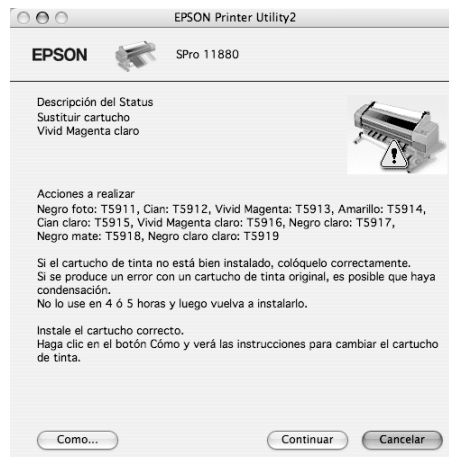 EPSON Printer Utility2
EPSON
SPro 11880
Descripción del Status
Sustituir cartucho
Vivid Magenta claro
Acciones a realizar
Negro foto: T5911, Cian: T5912, Vivid Magenta: T5913, Amarillo: T5914,
Cian claro: T5915, Vivid Magenta claro: T5916, Negro claro: T5917,
Negro mate: T5918, Negro claro claro: T5919
Si el cartucho de tinta no está bien instalado, colóquelo correctamente.
Si se produce un error con un cartucho de tinta original, es posible que haya
condensación.
No lo use en 4 ó 5 horas y luego vuelva a instalarlo.
Instale el cartucho correcto.
Haga clic en el botón Cómo y verá las instrucciones para cambiar el cartucho
de tinta.
Como...
Continuar
Cancelar